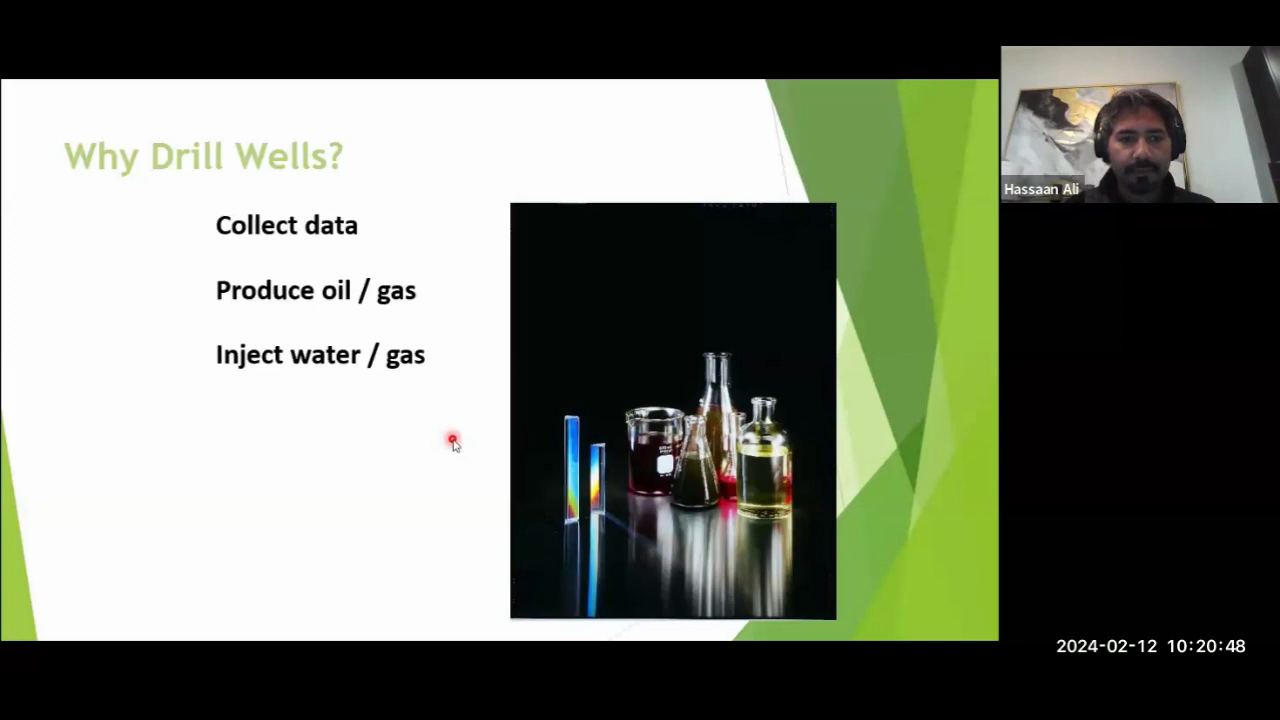 Why Drill Wells?
Collect data
Produce oil / gas
Inject water / gas
Hassaan Ali
2024-02-12 10:20:48